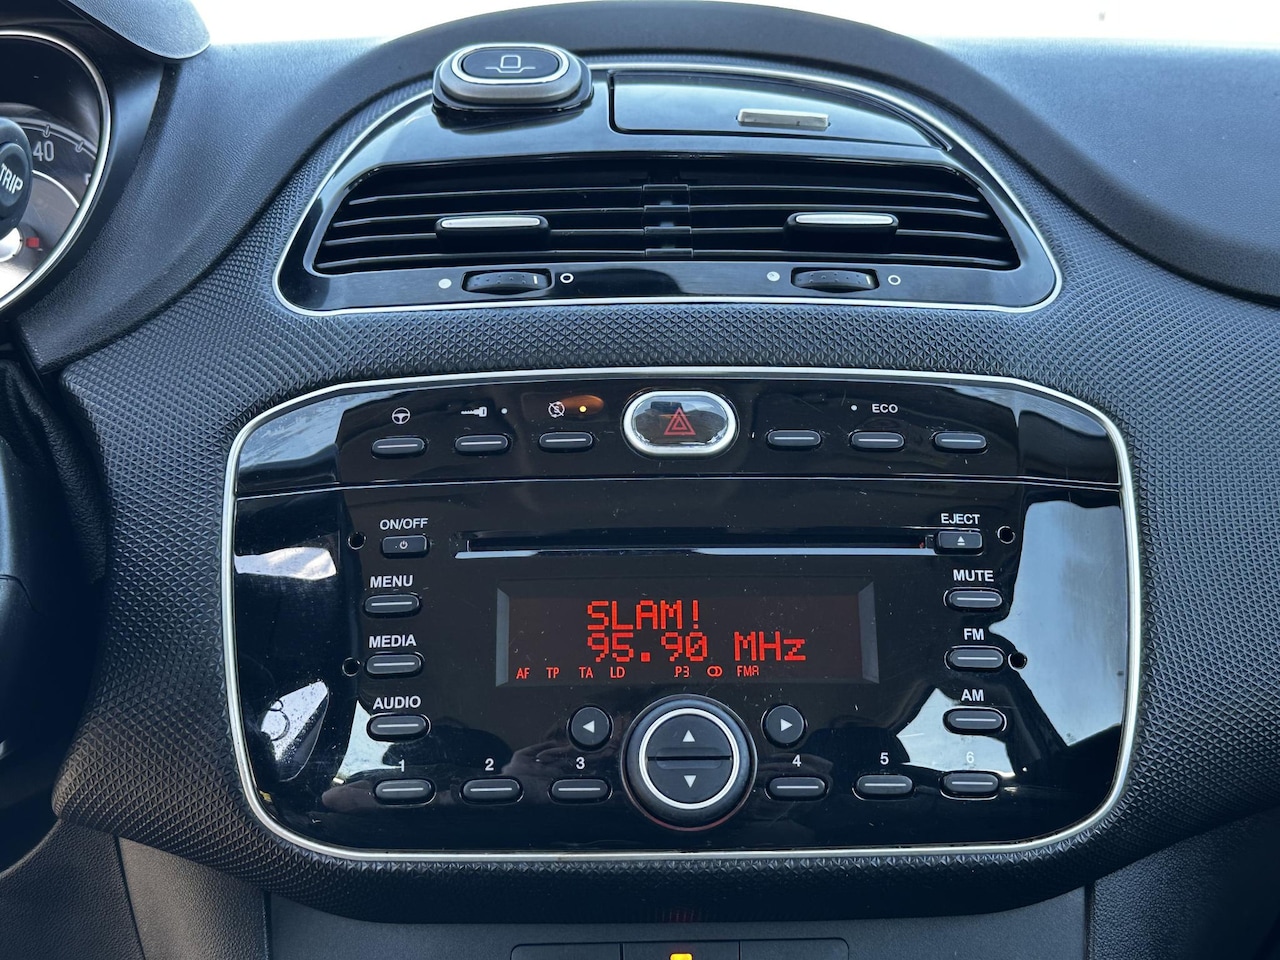 40
TRIP
ECO
ON/OFF
EJECT
MENU
MUTE
SLAM!
MEDIA
FM
95.90 MHz
AF TP TA LD P3 FMA
AUDIO
AM
1 2 3 4 5 6